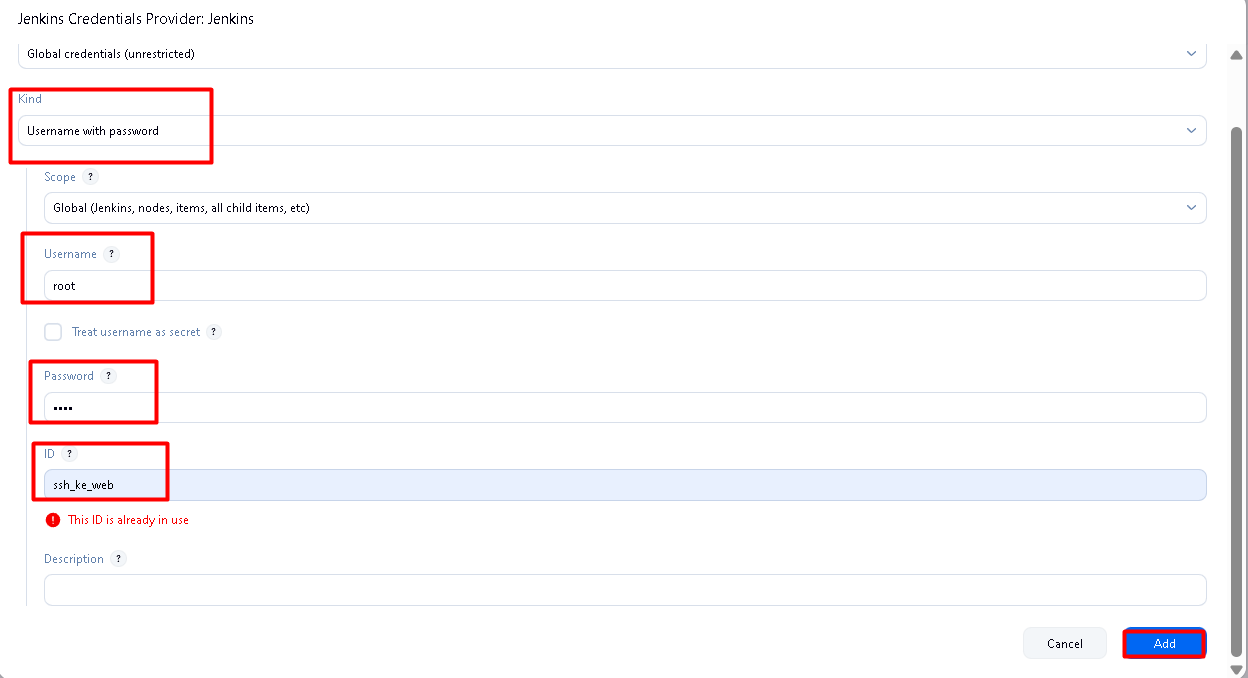 Jenkins Credentials Provider: Jenkins
Global credentials (unrestricted)
Kind
Username with password
Scope ?
Global (Jenkins, nodes, items, all child items, etc)
Username ?
root
Treat username as secret ?
Password ?
••••
ID ?
ssh_ke_web
! This ID is already in use
Description ?
Cancel Add